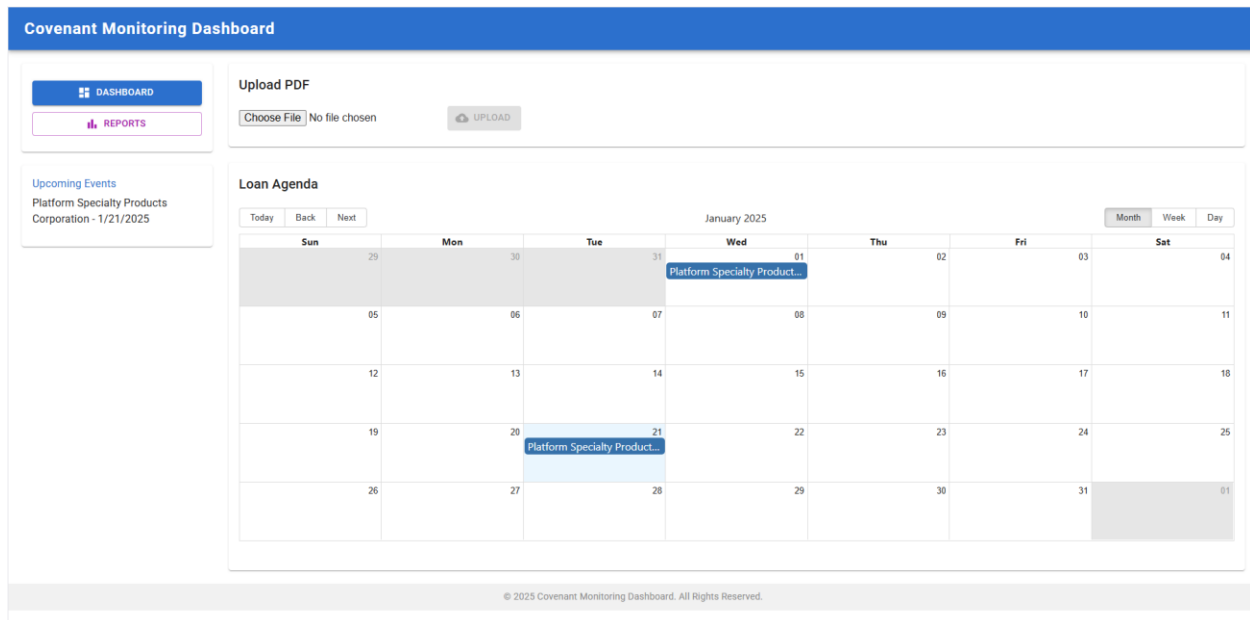 Covenant Monitoring Dashboard
DASHBOARD
REPORTS
Upcoming Events
Platform Specialty Products
Corporation - 1/21/2025
Upload PDF
Choose File No file chosen
UPLOAD
Loan Agenda
Today Back Next
January 2025
Month Week Day
Sun Mon Tue Wed Thu Fri Sat
29 30 31 01 02 03 04
Platform Specialty Product...
05 06 07 08 09 10 11
12 13 14 15 16 17 18
19 20 21 22 23 24 25
Platform Specialty Product...
26 27 28 29 30 31 01
© 2025 Covenant Monitoring Dashboard. All Rights Reserved.